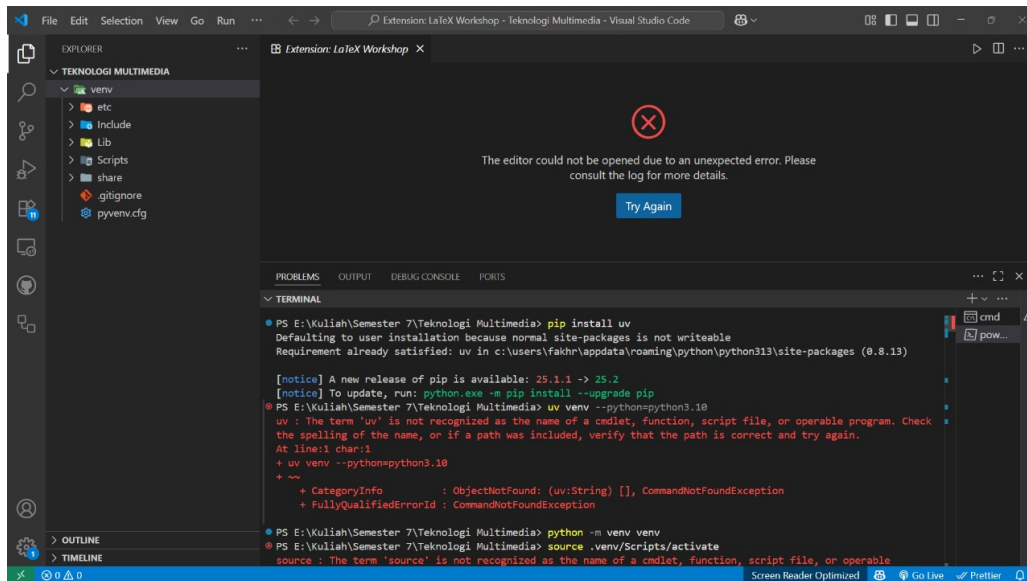 File Edit Selection View Go Run ···
Extension: LaTeX Workshop - Teknologi Multimedia - Visual Studio Code
EXPLORER ···
TEKNOLOGI MULTIMEDIA
venv
etc
Include
Lib
Scripts
share
.gitignore
pyvenv.cfg
OUTLINE
TIMELINE
11
1
Extension: LaTeX Workshop
The editor could not be opened due to an unexpected error. Please
consult the log for more details.
Try Again
PROBLEMS OUTPUT DEBUG CONSOLE PORTS
TERMINAL
PS E:\Kuliah\Semester 7\Teknologi Multimedia> pip install uv
Defaulting to user installation because normal site-packages is not writeable
Requirement already satisfied: uv in c:\users\fakhr\appdata\roaming\python\python313\site-packages (0.8.13)
[notice] A new release of pip is available: 25.1.1 -> 25.2
[notice] To update, run: python.exe -m pip install --upgrade pip
PS E:\Kuliah\Semester 7\Teknologi Multimedia> uv venv --python=python3.10
uv : The term 'uv' is not recognized as the name of a cmdlet, function, script file, or operable program. Check
the spelling of the name, or if a path was included, verify that the path is correct and try again.
At line:1 char:1
+ uv venv --python=python3.10
+ ~~
+ CategoryInfo : ObjectNotFound: (uv:String) [], CommandNotFoundException
+ FullyQualifiedErrorId : CommandNotFoundException
PS E:\Kuliah\Semester 7\Teknologi Multimedia> python -m venv venv
PS E:\Kuliah\Semester 7\Teknologi Multimedia> source .venv/Scripts/activate
source : The term 'source' is not recognized as the name of a cmdlet, function, script file, or operable
cmd
pow...
0 0
Screen Reader Optimized Go Live Prettier